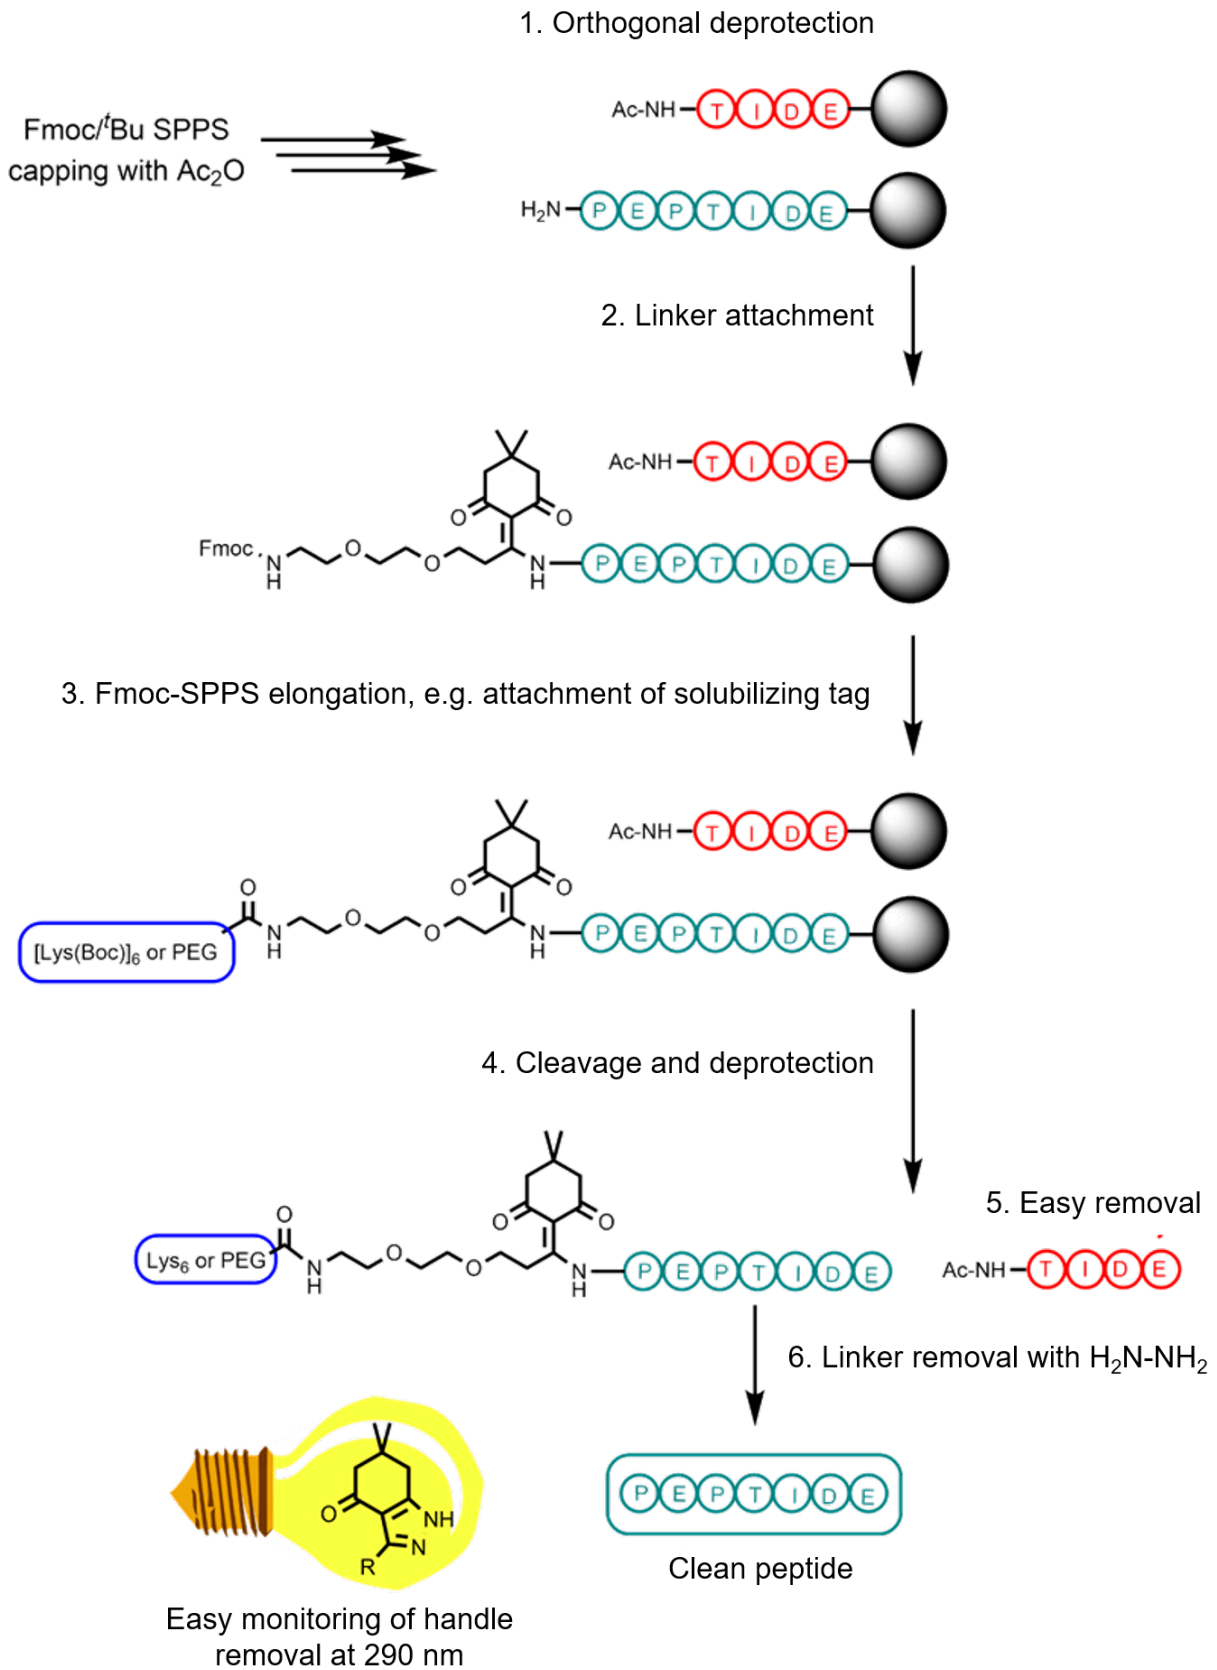 1. Orthogonal deprotection
Ac-NH T I D E
Fmoc/ᵗBu SPPS
capping with Ac₂O
H₂N P E P T I D E
2. Linker attachment
Ac-NH T I D E
O O
Fmoc N H O O N H P E P T I D E
3. Fmoc-SPPS elongation, e.g. attachment of solubilizing tag
Ac-NH T I D E
O O O
[Lys(Boc)]₆ or PEG N H O O N H P E P T I D E
4. Cleavage and deprotection
5. Easy removal
O O O
Lys₆ or PEG N H O O N H P E P T I D E
Ac-NH T I D E
6. Linker removal with H₂N-NH₂
P E P T I D E
O NH
R N
Clean peptide
Easy monitoring of handle
removal at 290 nm